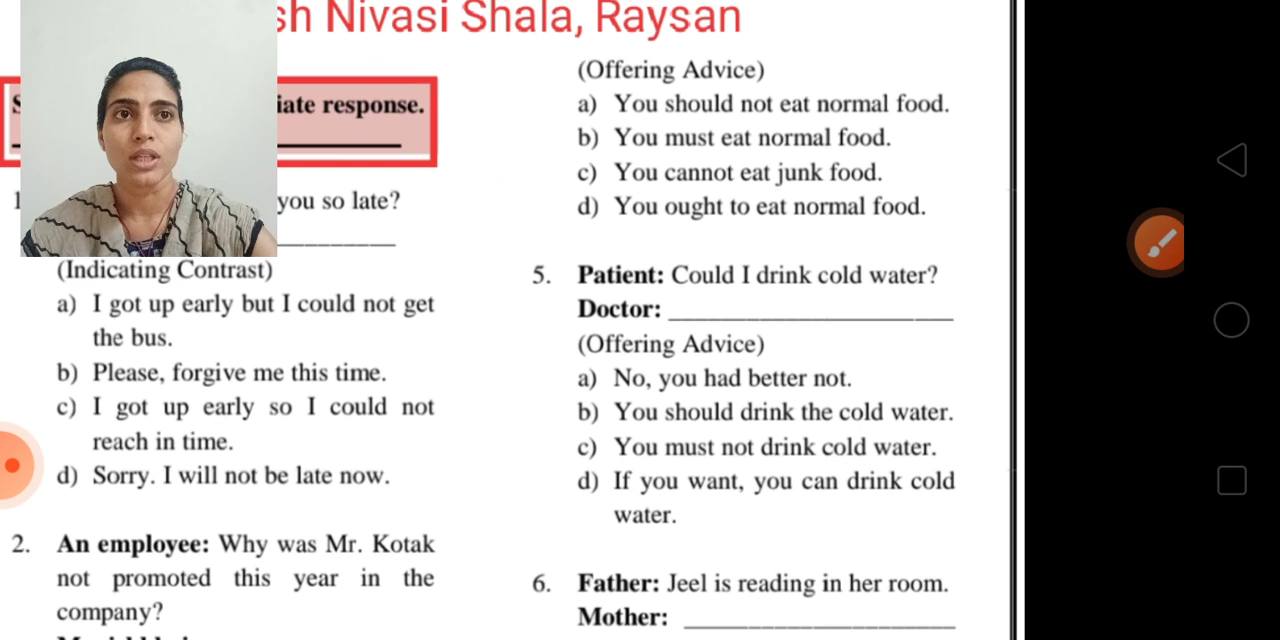 sh Nivasi Shala, Raysan
iate response.
you so late?
(Indicating Contrast)
a) I got up early but I could not get
the bus.
b) Please, forgive me this time.
c) I got up early so I could not
reach in time.
d) Sorry. I will not be late now.
2. An employee: Why was Mr. Kotak
not promoted this year in the
company?
(Offering Advice)
a) You should not eat normal food.
b) You must eat normal food.
c) You cannot eat junk food.
d) You ought to eat normal food.
5. Patient: Could I drink cold water?
Doctor: ____________________
(Offering Advice)
a) No, you had better not.
b) You should drink the cold water.
c) You must not drink cold water.
d) If you want, you can drink cold
water.
6. Father: Jeel is reading in her room.
Mother: ____________________